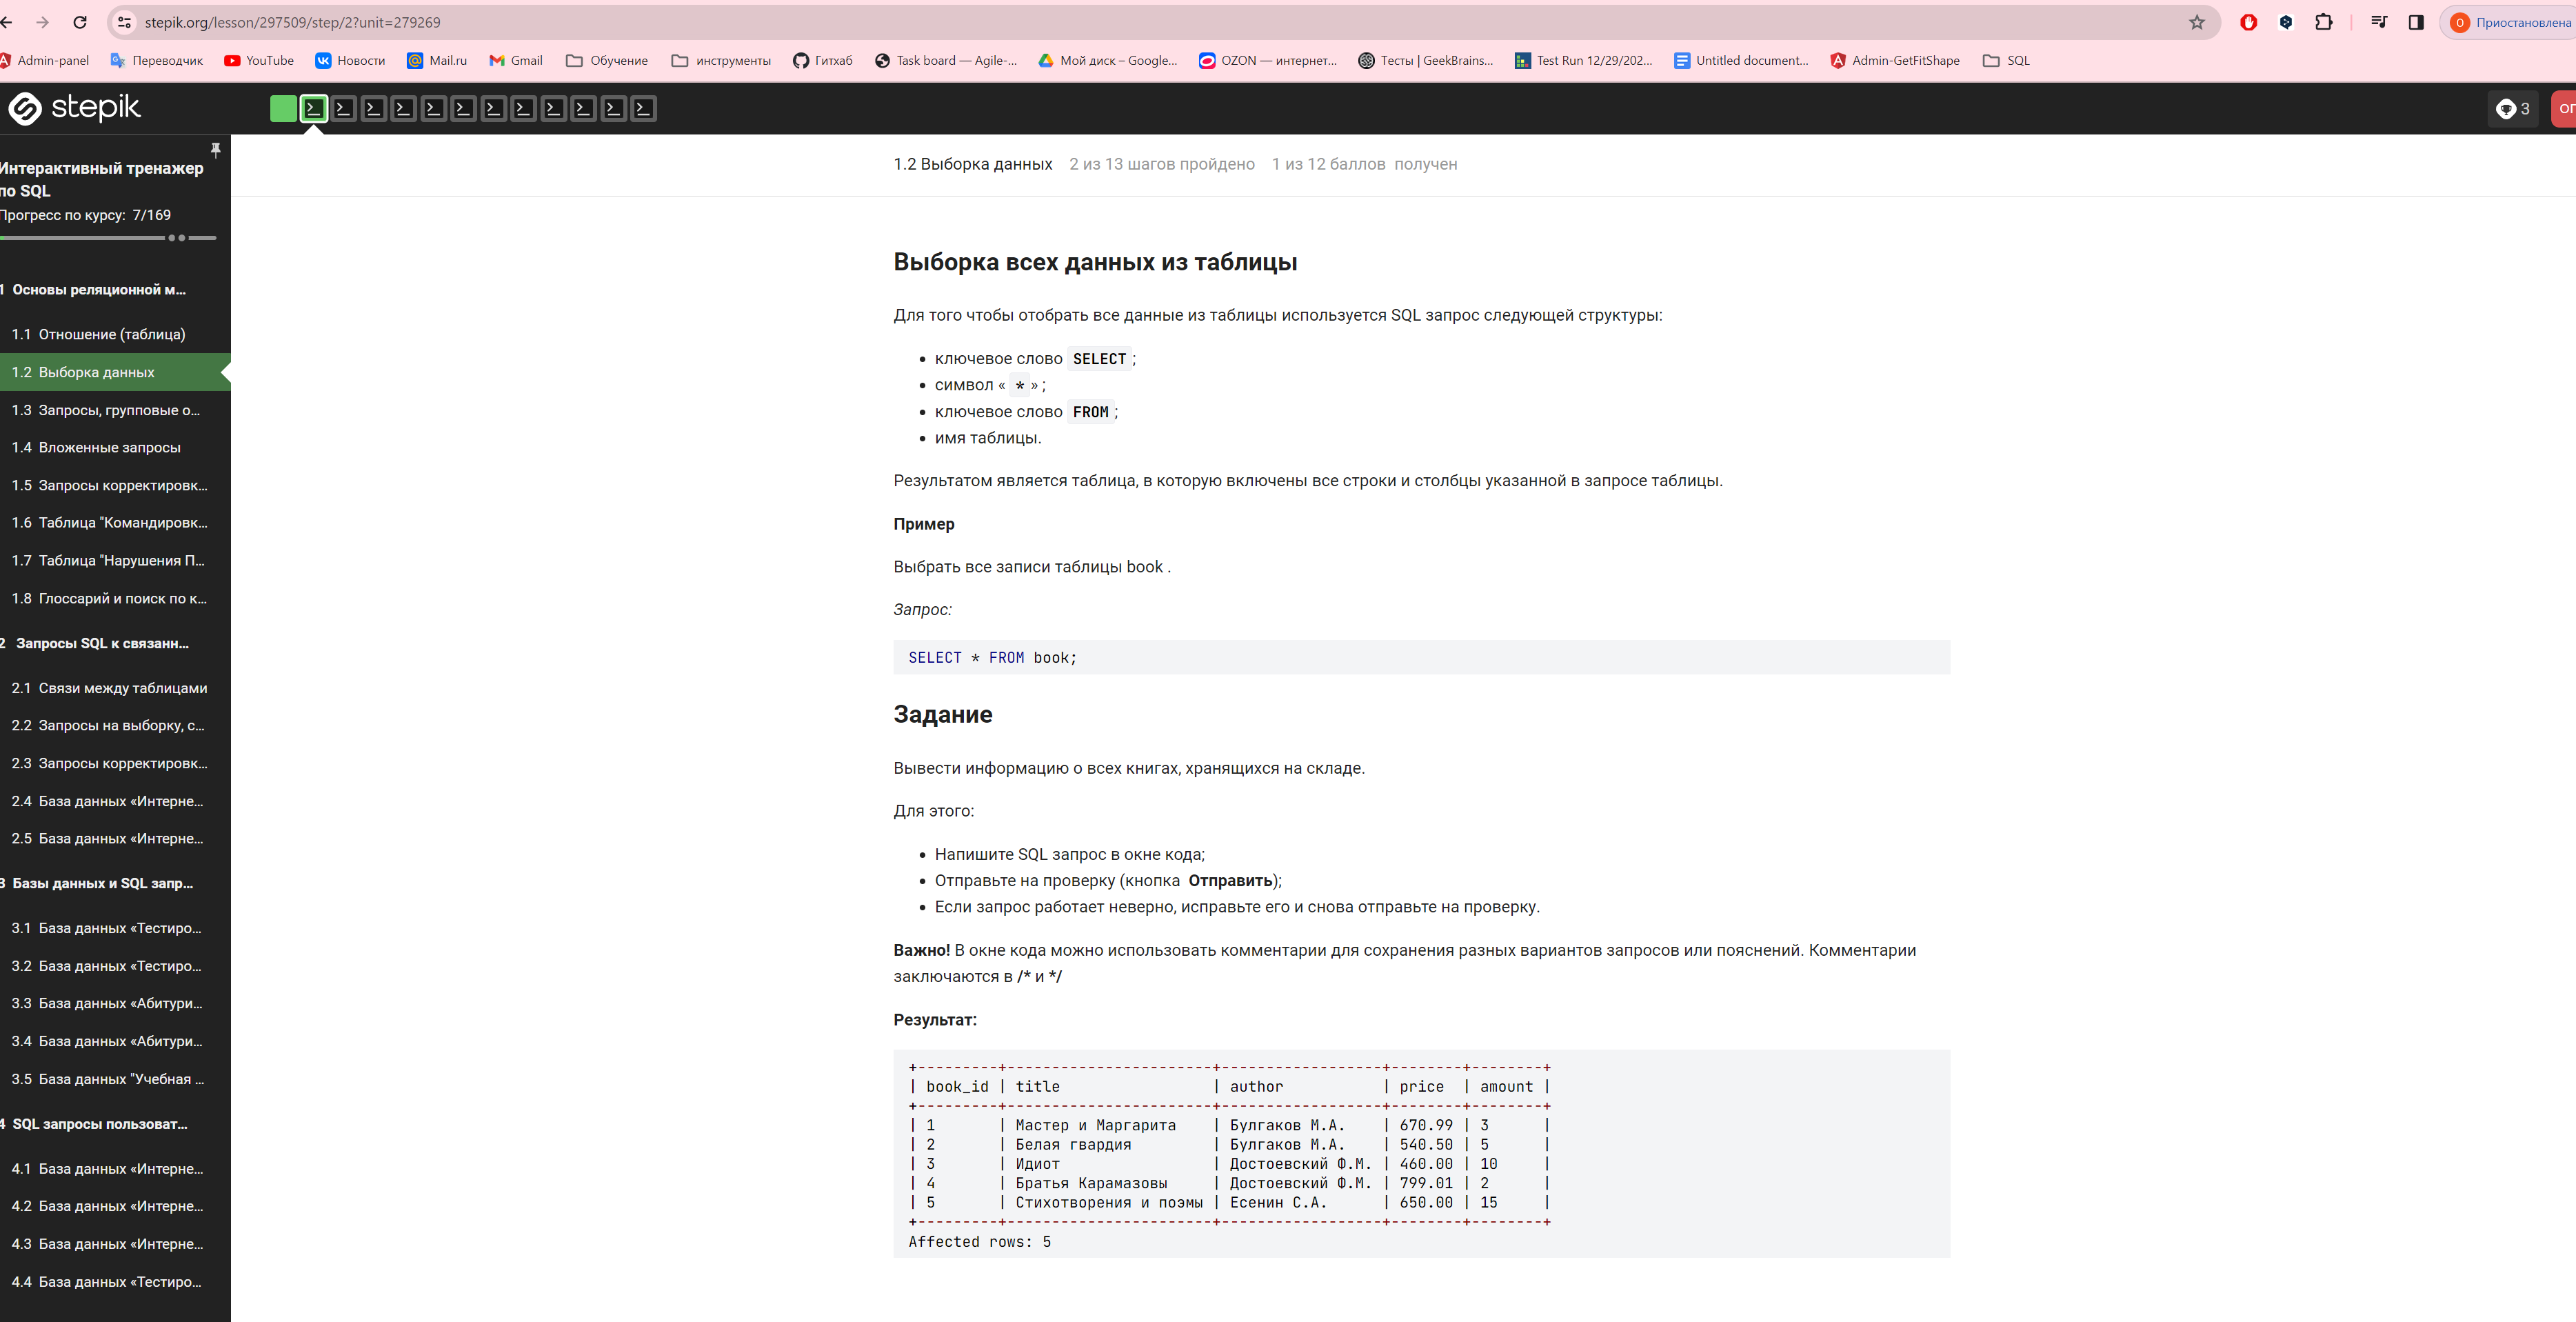 stepik.org/lesson/297509/step/2?unit=279269
О Приостановлена
Admin-panel Переводчик YouTube Новости Mail.ru Gmail Обучение инструменты Гитхаб Task board — Agile-... Мой диск – Google... OZON — интернет... Тесты | GeekBrains... Test Run 12/29/202... Untitled document... Admin-GetFitShape SQL
stepik
3
Интерактивный тренажер
по SQL
Прогресс по курсу: 7/169
1 Основы реляционной м...
1.1 Отношение (таблица)
1.2 Выборка данных
1.3 Запросы, групповые о...
1.4 Вложенные запросы
1.5 Запросы корректировк...
1.6 Таблица "Командировк...
1.7 Таблица "Нарушения П...
1.8 Глоссарий и поиск по к...
2 Запросы SQL к связанн...
2.1 Связи между таблицами
2.2 Запросы на выборку, с...
2.3 Запросы корректировк...
2.4 База данных «Интерне...
2.5 База данных «Интерне...
3 Базы данных и SQL запр...
3.1 База данных «Тестиро...
3.2 База данных «Тестиро...
3.3 База данных «Абитури...
3.4 База данных «Абитури...
3.5 База данных "Учебная ...
4 SQL запросы пользоват...
4.1 База данных «Интерне...
4.2 База данных «Интерне...
4.3 База данных «Интерне...
4.4 База данных «Тестиро...
1.2 Выборка данных 2 из 13 шагов пройдено 1 из 12 баллов получен
Выборка всех данных из таблицы
Для того чтобы отобрать все данные из таблицы используется SQL запрос следующей структуры:
• ключевое слово SELECT;
• символ « * » ;
• ключевое слово FROM;
• имя таблицы.
Результатом является таблица, в которую включены все строки и столбцы указанной в запросе таблицы.
Пример
Выбрать все записи таблицы book .
Запрос:
SELECT * FROM book;
Задание
Вывести информацию о всех книгах, хранящихся на складе.
Для этого:
• Напишите SQL запрос в окне кода;
• Отправьте на проверку (кнопка Отправить);
• Если запрос работает неверно, исправьте его и снова отправьте на проверку.
Важно! В окне кода можно использовать комментарии для сохранения разных вариантов запросов или пояснений. Комментарии
заключаются в /* и */
Результат:
+---------+-----------------------+------------------+--------+--------+
| book_id | title                 | author           | price  | amount |
+---------+-----------------------+------------------+--------+--------+
| 1       | Мастер и Маргарита    | Булгаков М.А.    | 670.99 | 3      |
| 2       | Белая гвардия         | Булгаков М.А.    | 540.50 | 5      |
| 3       | Идиот                 | Достоевский Ф.М. | 460.00 | 10     |
| 4       | Братья Карамазовы     | Достоевский Ф.М. | 799.01 | 2      |
| 5       | Стихотворения и поэмы | Есенин С.А.      | 650.00 | 15     |
+---------+-----------------------+------------------+--------+--------+
Affected rows: 5